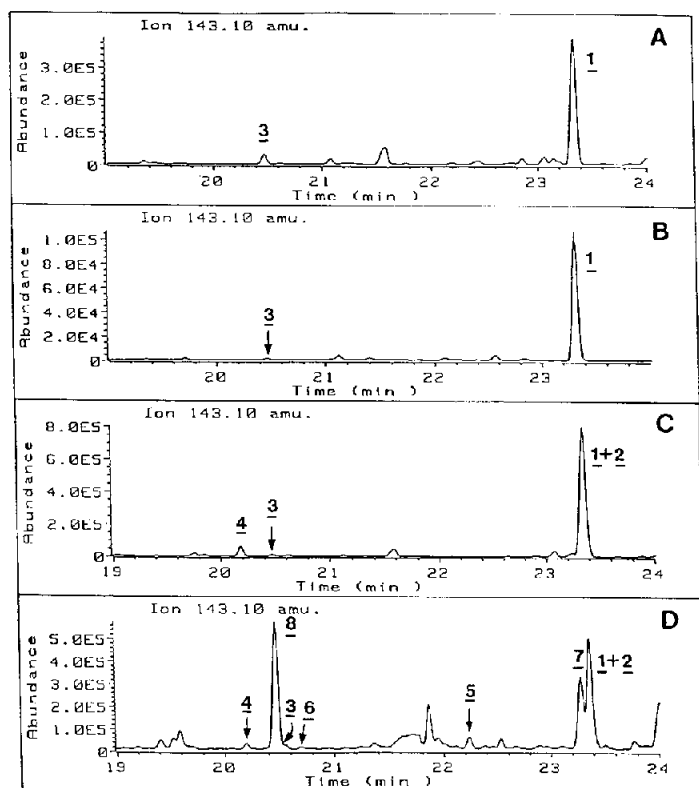 Ion 143.10 amu.
A
Abundance
3.0E5
2.0E5
1.0E5
0
3
1
20 21 22 23 24
Time (min )
Ion 143.10 amu.
B
Abundance
1.0E5
8.0E4
6.0E4
4.0E4
2.0E4
0
3
1
20 21 22 23
Time (min )
Ion 143.10 amu.
C
Abundance
8.0E5
6.0E5
4.0E5
2.0E5
0
4
3
1+2
19 20 21 22 23 24
Time (min )
Ion 143.10 amu.
D
Abundance
5.0E5
4.0E5
3.0E5
2.0E5
1.0E5
0
4
8
3 6
5
7 1+2
19 20 21 22 23 24
Time (min )